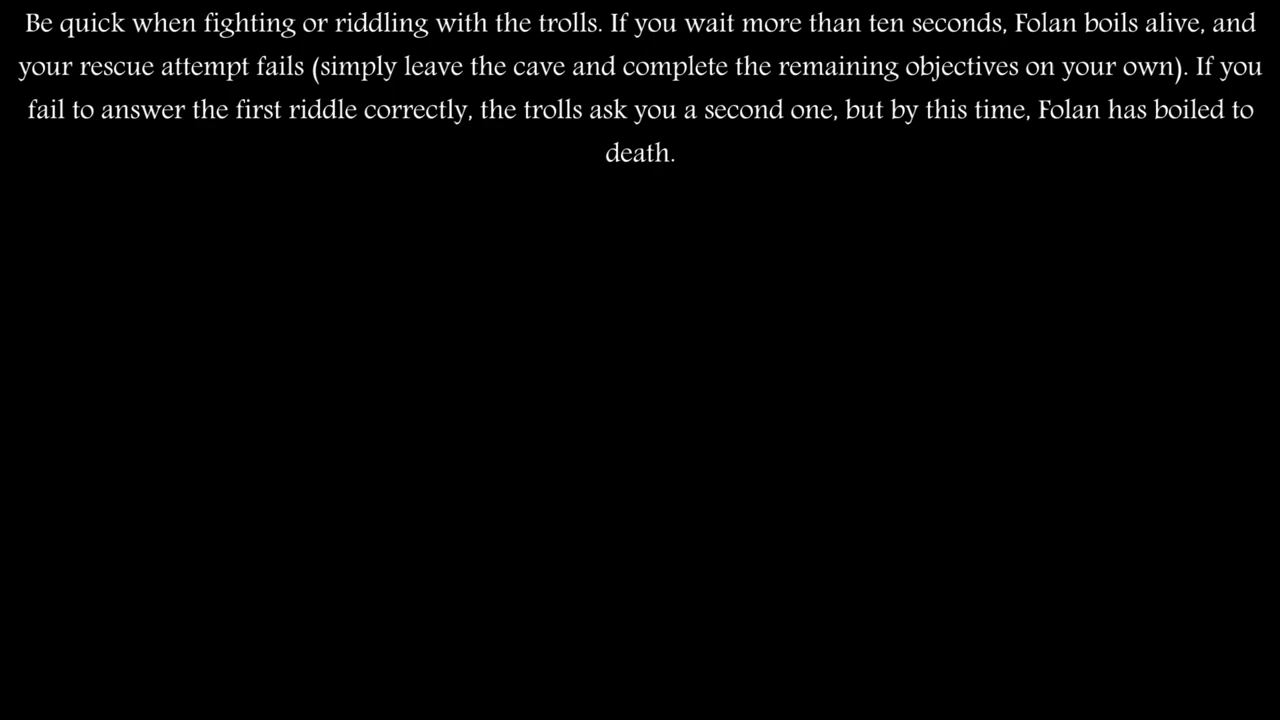 Be quick when fighting or riddling with the trolls. If you wait more than ten seconds, Folan boils alive, and
your rescue attempt fails (simply leave the cave and complete the remaining objectives on your own). If you
fail to answer the first riddle correctly, the trolls ask you a second one, but by this time, Folan has boiled to
death.